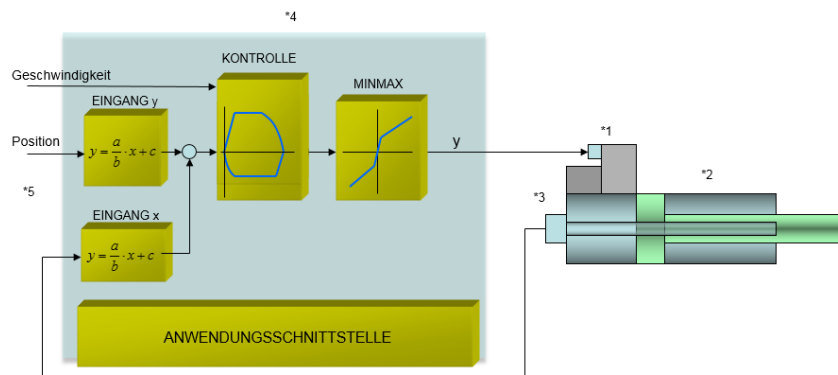 *4
KONTROLLE
Geschwindigkeit
MINMAX
EINGANG y
*1
Position
y = a/b · x + c
y
*2
*5
*3
EINGANG x
y = a/b · x + c
ANWENDUNGSSCHNITTSTELLE